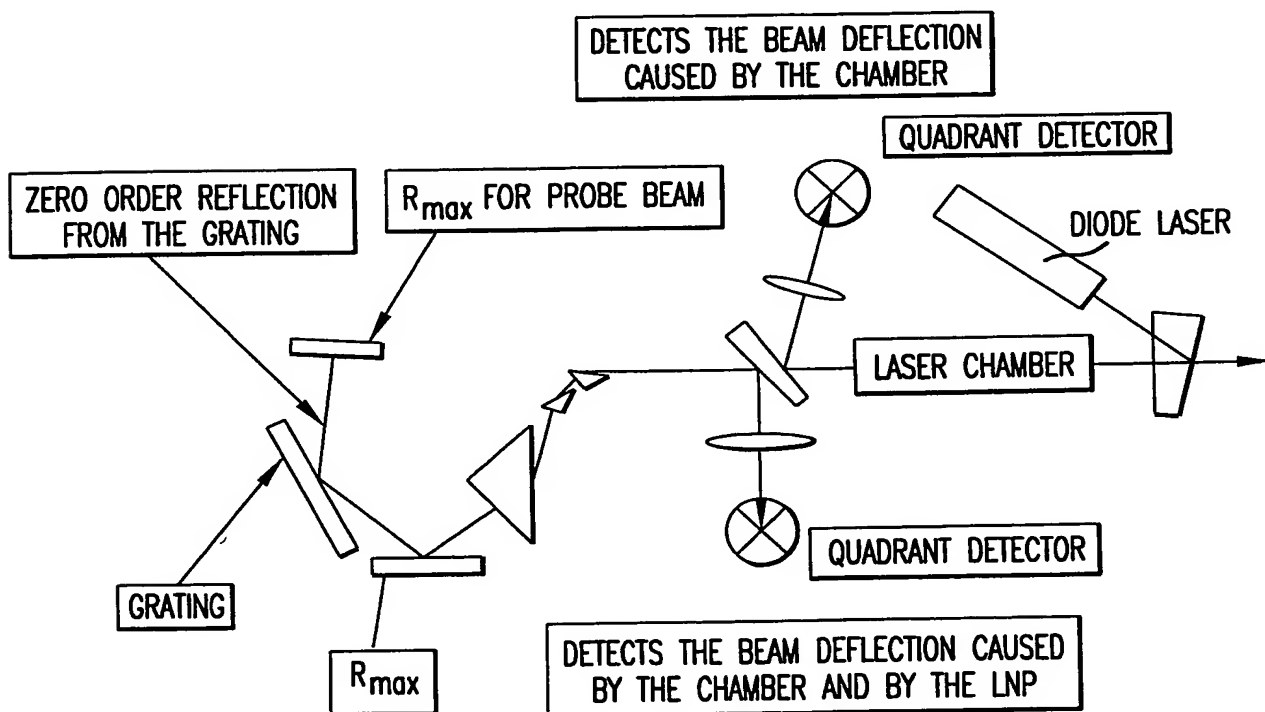 DETECTS THE BEAM DEFLECTION
CAUSED BY THE CHAMBER
QUADRANT DETECTOR
ZERO ORDER REFLECTION
FROM THE GRATING
Rmax FOR PROBE BEAM
DIODE LASER
LASER CHAMBER
QUADRANT DETECTOR
GRATING
Rmax
DETECTS THE BEAM DEFLECTION CAUSED
BY THE CHAMBER AND BY THE LNP